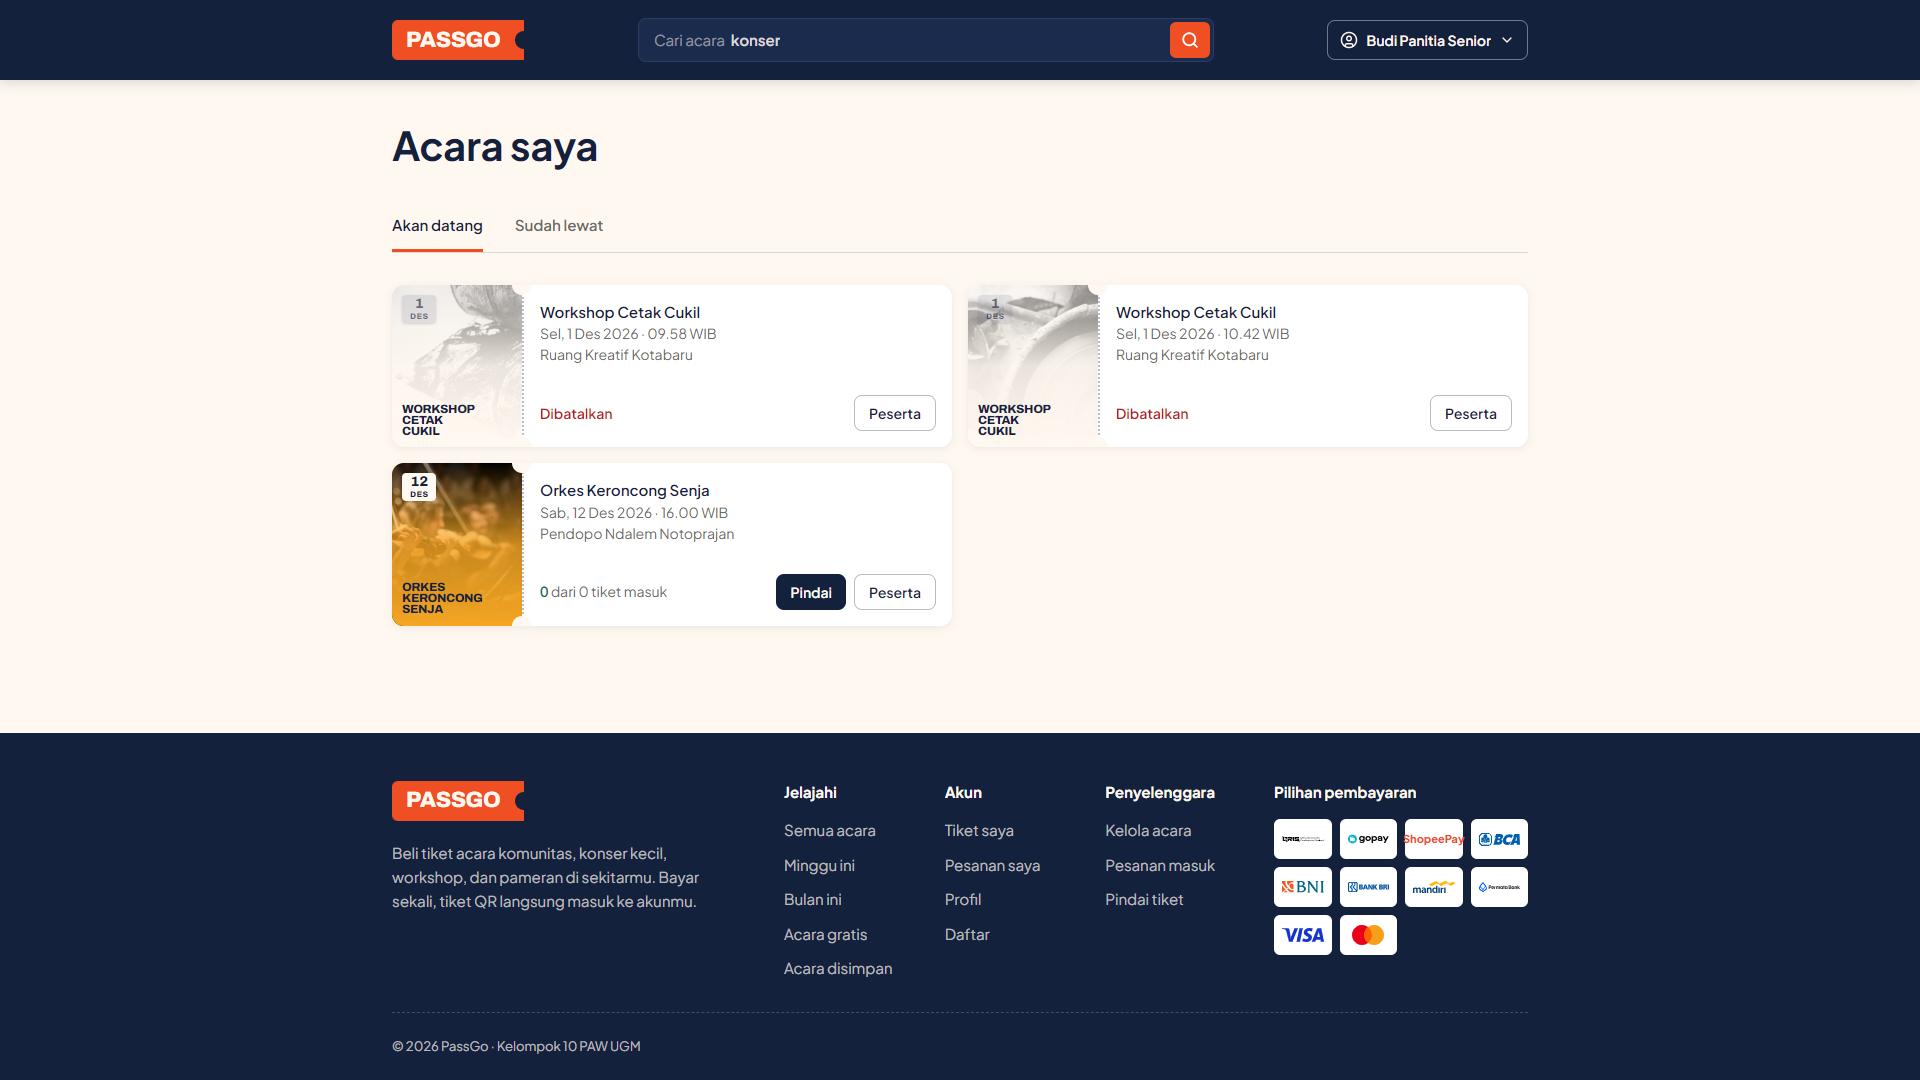 PASSGO
Cari acara konser
Budi Panitia Senior
Acara saya
Akan datang
Sudah lewat
1
DES
WORKSHOP
CETAK
CUKIL
Workshop Cetak Cukil
Sel, 1 Des 2026 · 09.58 WIB
Ruang Kreatif Kotabaru
Dibatalkan
Peserta
1
DES
WORKSHOP
CETAK
CUKIL
Workshop Cetak Cukil
Sel, 1 Des 2026 · 10.42 WIB
Ruang Kreatif Kotabaru
Dibatalkan
Peserta
12
DES
ORKES
KERONCONG
SENJA
Orkes Keroncong Senja
Sab, 12 Des 2026 · 16.00 WIB
Pendopo Ndalem Notoprajan
0 dari 0 tiket masuk
Pindai
Peserta
PASSGO
Beli tiket acara komunitas, konser kecil,
workshop, dan pameran di sekitarmu. Bayar
sekali, tiket QR langsung masuk ke akunmu.
Jelajahi
Semua acara
Minggu ini
Bulan ini
Acara gratis
Acara disimpan
Akun
Tiket saya
Pesanan saya
Profil
Daftar
Penyelenggara
Kelola acara
Pesanan masuk
Pindai tiket
Pilihan pembayaran
QRIS
gopay
ShopeePay
BCA
BNI
BANK BRI
mandiri
PermataBank
VISA
© 2026 PassGo · Kelompok 10 PAW UGM